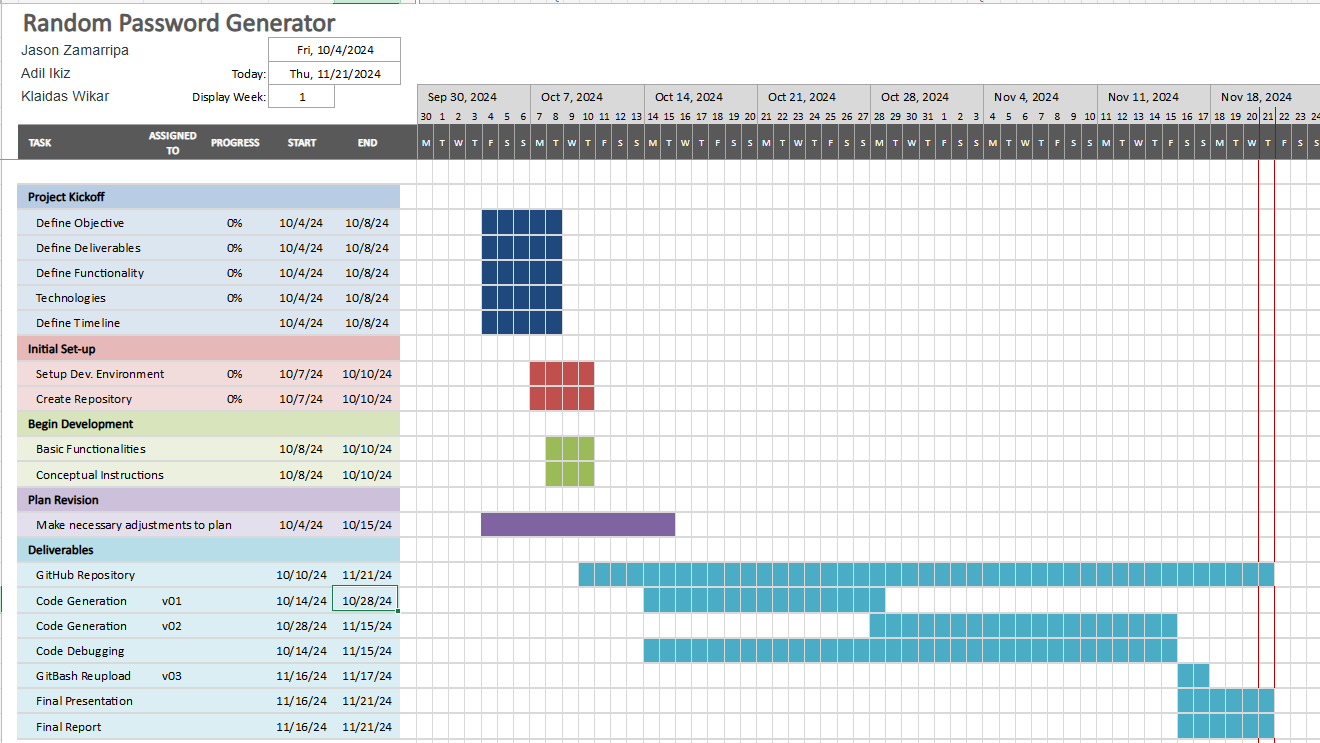 Random Password Generator
Jason Zamarripa Fri, 10/4/2024
Adil Ikiz Today: Thu, 11/21/2024
Klaidas Wikar Display Week: 1 Sep 30, 2024 Oct 7, 2024 Oct 14, 2024 Oct 21, 2024 Oct 28, 2024 Nov 4, 2024 Nov 11, 2024 Nov 18, 2024
30 1 2 3 4 5 6 7 8 9 10 11 12 13 14 15 16 17 18 19 20 21 22 23 24 25 26 27 28 29 30 31 1 2 3 4 5 6 7 8 9 10 11 12 13 14 15 16 17 18 19 20 21 22 23 24
TASK ASSIGNED TO PROGRESS START END M T W T F S S M T W T F S S M T W T F S S M T W T F S S M T W T F S S M T W T F S S M T W T F S S M T W T F S S
Project Kickoff
Define Objective 0% 10/4/24 10/8/24
Define Deliverables 0% 10/4/24 10/8/24
Define Functionality 0% 10/4/24 10/8/24
Technologies 0% 10/4/24 10/8/24
Define Timeline 10/4/24 10/8/24
Initial Set-up
Setup Dev. Environment 0% 10/7/24 10/10/24
Create Repository 0% 10/7/24 10/10/24
Begin Development
Basic Functionalities 10/8/24 10/10/24
Conceptual Instructions 10/8/24 10/10/24
Plan Revision
Make necessary adjustments to plan 10/4/24 10/15/24
Deliverables
GitHub Repository 10/10/24 11/21/24
Code Generation v01 10/14/24 10/28/24
Code Generation v02 10/28/24 11/15/24
Code Debugging 10/14/24 11/15/24
GitBash Reupload v03 11/16/24 11/17/24
Final Presentation 11/16/24 11/21/24
Final Report 11/16/24 11/21/24